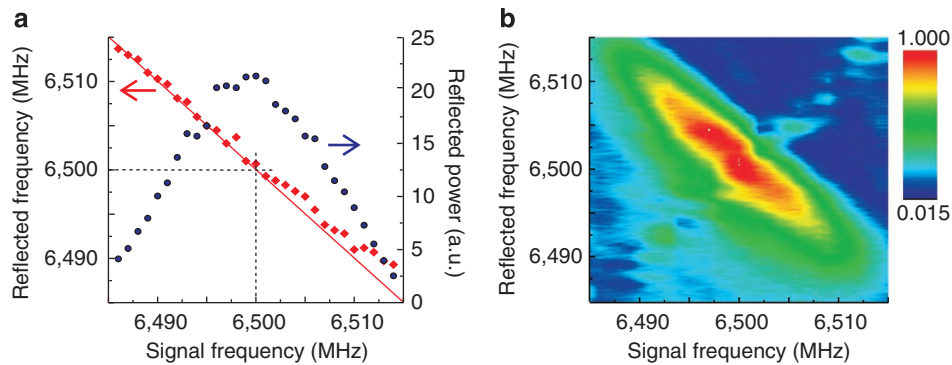 a
Reflected frequency (MHz)
6,510
6,500
6,490
6,490
6,500
6,510
Signal frequency (MHz)
25
20
15
10
5
0
Reflected power (a.u.)
b
Reflected frequency (MHz)
6,510
6,500
6,490
6,490
6,500
6,510
Signal frequency (MHz)
1.000
0.015